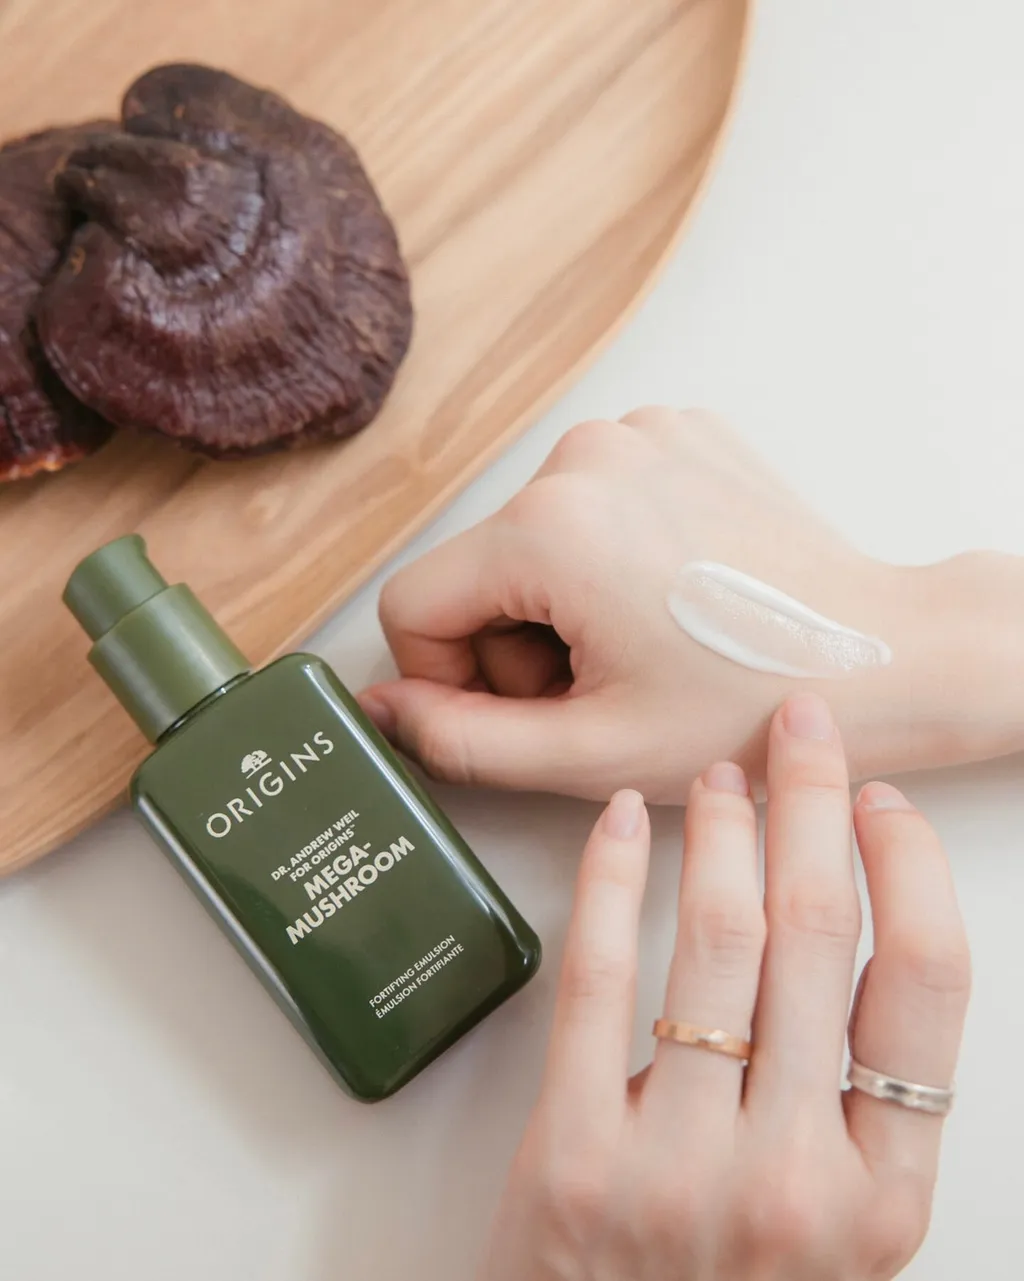 ORIGINS
DR. ANDREW WEIL
FOR ORIGINS™
MEGA-
MUSHROOM
FORTIFYING EMULSION
ÉMULSION FORTIFIANTE